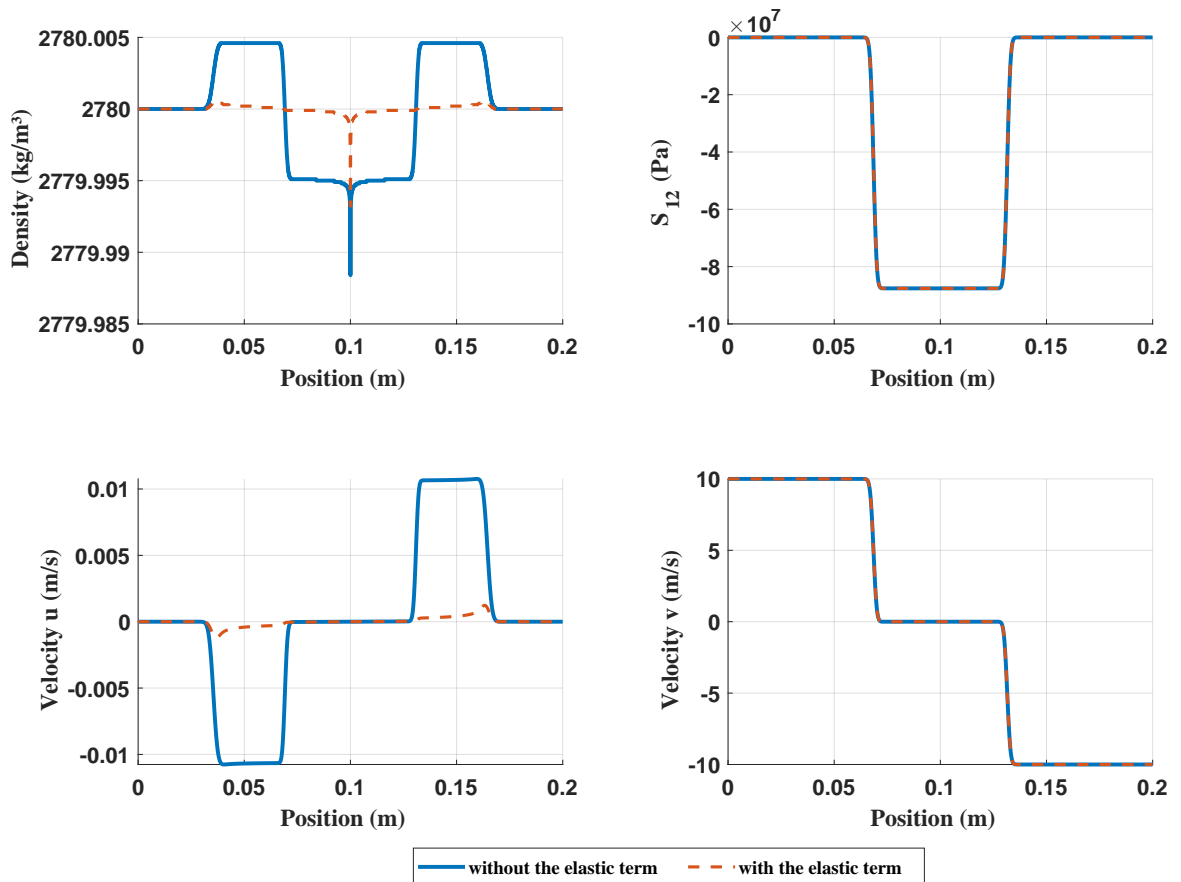 2780.005
2780
2779.995
2779.99
2779.985
Density (kg/m³)
0 0.05 0.1 0.15 0.2
Position (m)
×10^7
0
-2
-4
-6
-8
-10
S_12 (Pa)
0 0.05 0.1 0.15 0.2
Position (m)
0.01
0.005
0
-0.005
-0.01
Velocity u (m/s)
0 0.05 0.1 0.15 0.2
Position (m)
10
5
0
-5
-10
Velocity v (m/s)
0 0.05 0.1 0.15 0.2
Position (m)
without the elastic term with the elastic term